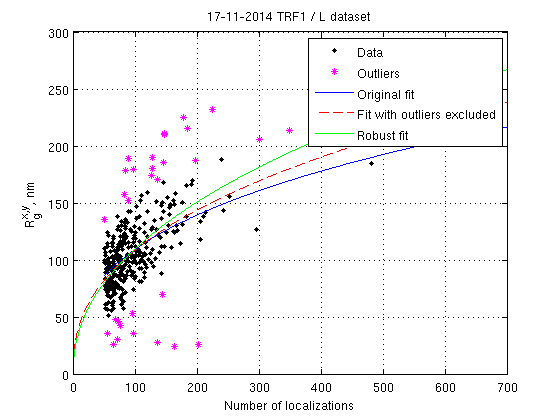 17-11-2014 TRF1 / L dataset
300
250
200
150
100
50
0
R_g^x,y, nm
Data
Outliers
Original fit
Fit with outliers excluded
Robust fit
0 100 200 300 400 500 600 700
Number of localizations